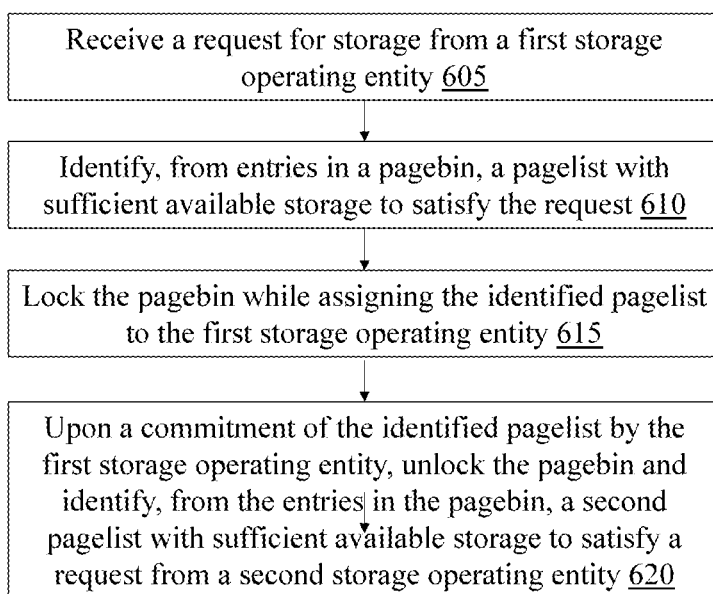 Receive a request for storage from a first storage
operating entity 605
Identify, from entries in a pagebin, a pagelist with
sufficient available storage to satisfy the request 610
Lock the pagebin while assigning the identified pagelist
to the first storage operating entity 615
Upon a commitment of the identified pagelist by the
first storage operating entity, unlock the pagebin and
identify, from the entries in the pagebin, a second
pagelist with sufficient available storage to satisfy a
request from a second storage operating entity 620